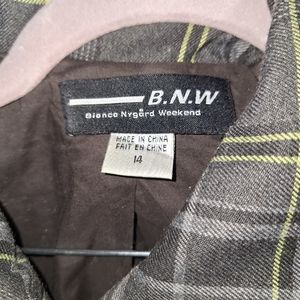 B.N.W
Bianca Nygård Weekend
MADE IN CHINA
FAIT EN CHINE
14